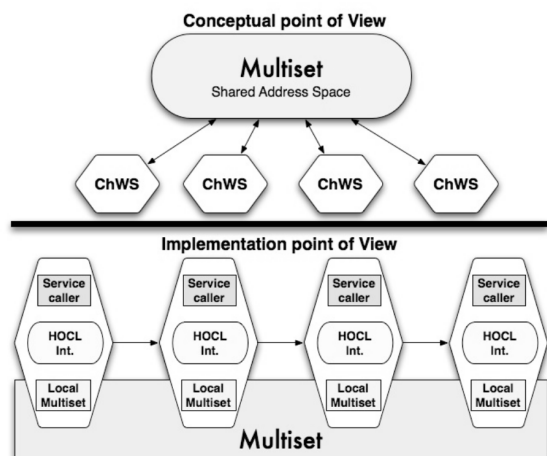 Conceptual point of View
Multiset
Shared Address Space
ChWS ChWS ChWS ChWS
Implementation point of View
Service Service Service Service
caller caller caller caller
HOCL HOCL HOCL HOCL
Int. Int. Int. Int.
Local Local Local Local
Multiset Multiset Multiset Multiset
Multiset